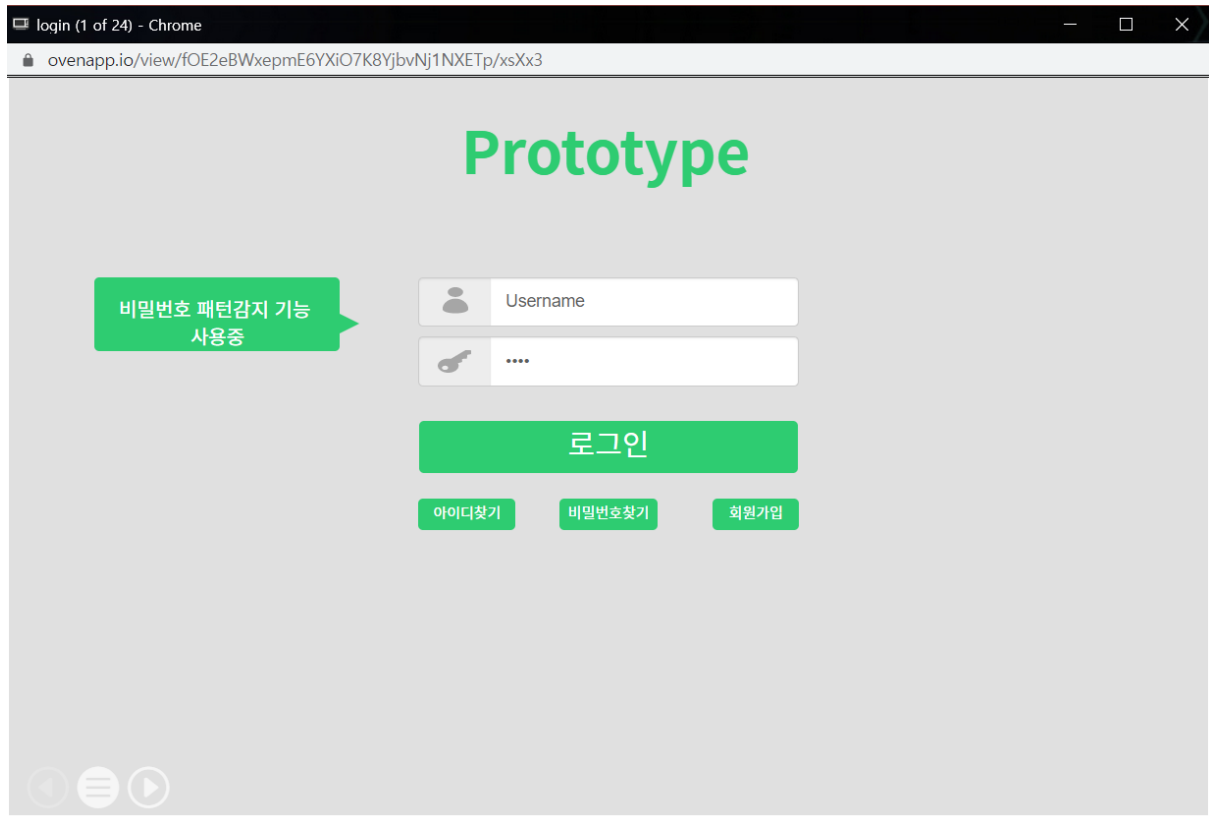 login (1 of 24) - Chrome
ovenapp.io/view/fOE2eBWxepmE6YXiO7K8YjbvNj1NXETp/xsXx3
Prototype
비밀번호 패턴감지 기능
사용중
Username
••••
로그인
아이디찾기
비밀번호찾기
회원가입